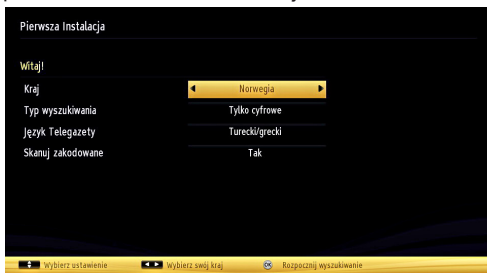 Pierwsza Instalacja
Witaj!
Kraj Norwegia
Typ wyszukiwania Tylko cyfrowe
Język Telegazety Turecki/grecki
Skanuj zakodowane Tak
Wybierz ustawienie Wybierz swój kraj OK Rozpocznij wyszukiwanie